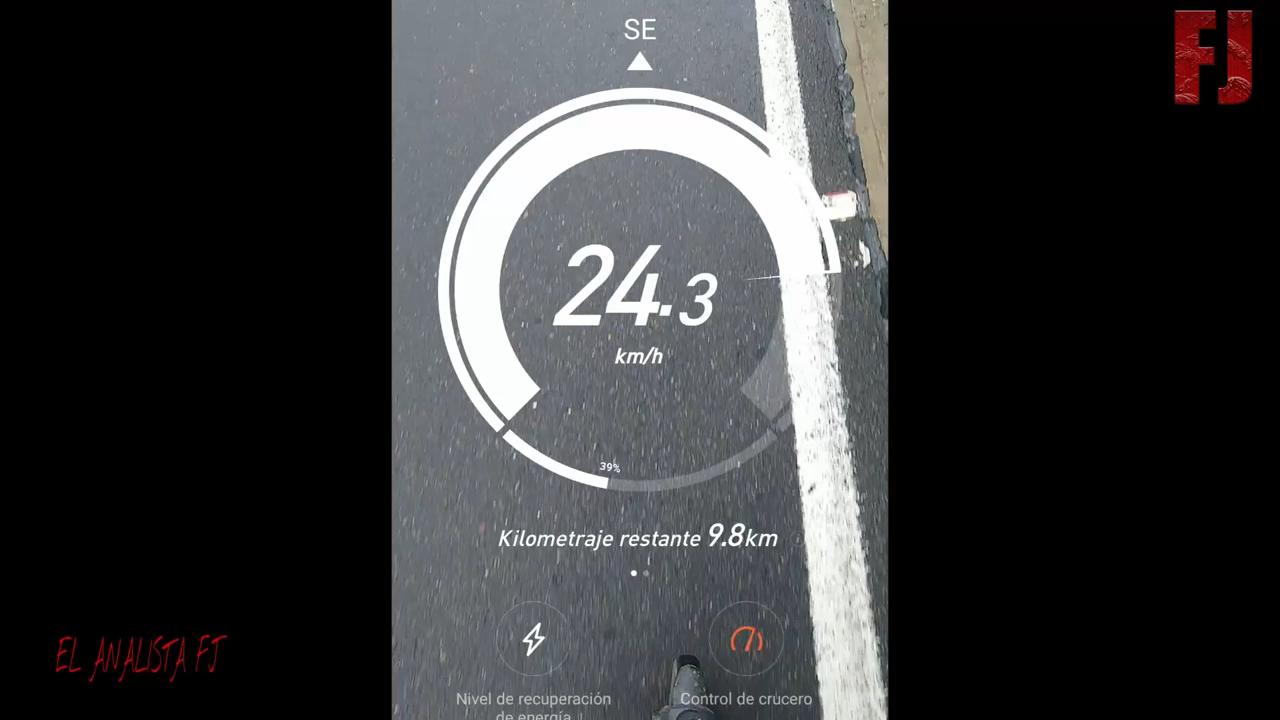 SE
FJ
24.3
km/h
39%
Kilometraje restante 9.8km
Nivel de recuperación
de energía
Control de crucero
EL ANALISTA FJ